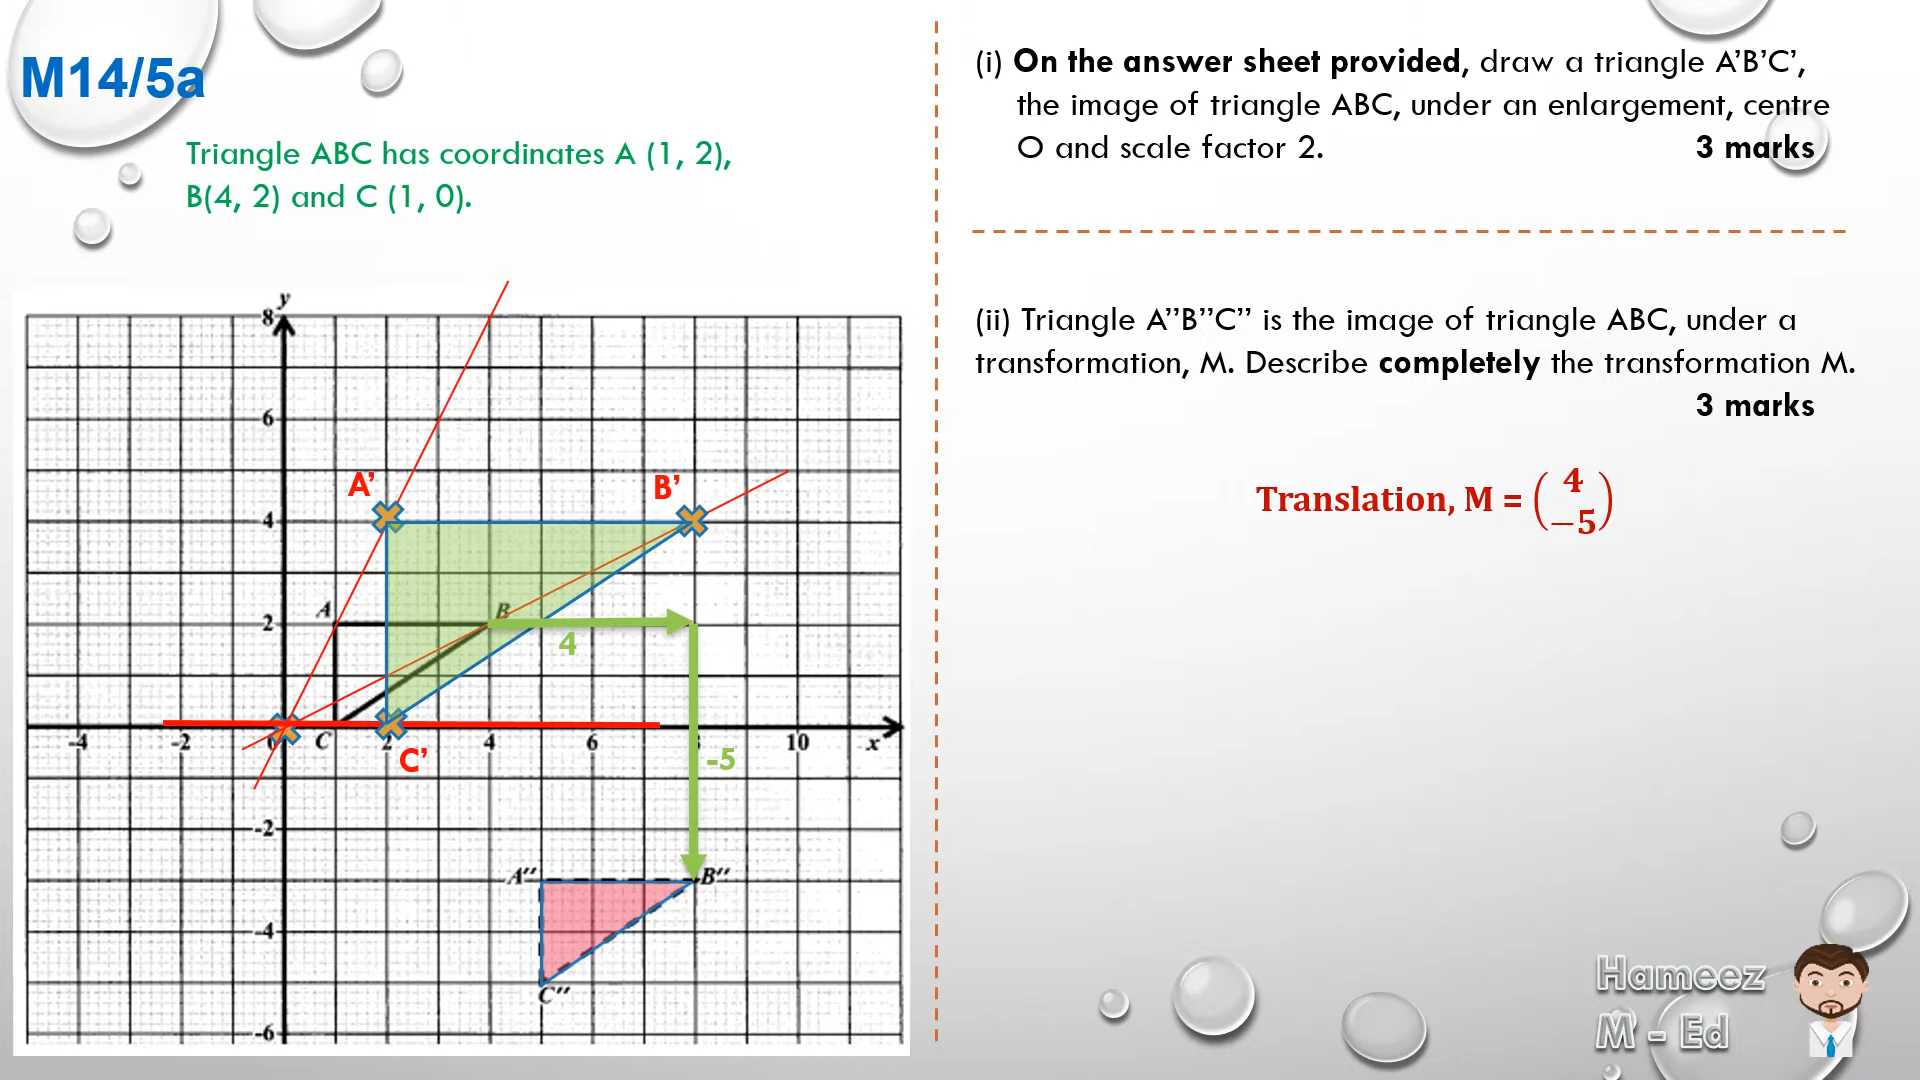 M14/5a
Triangle ABC has coordinates A (1, 2),
B(4, 2) and C (1, 0).
(i) On the answer sheet provided, draw a triangle A’B’C’,
the image of triangle ABC, under an enlargement, centre
O and scale factor 2.
3 marks
(ii) Triangle A’’B’’C’’ is the image of triangle ABC, under a
transformation, M. Describe completely the transformation M.
3 marks
Translation, M = (4
−5)
y
8
6
A’ B’
4
A B
2
4
-4 -2 0 C 2 4 6 8 10 x
C’
-5
-2
A″ B″
-4
C″
-6
Hameez
M - Ed